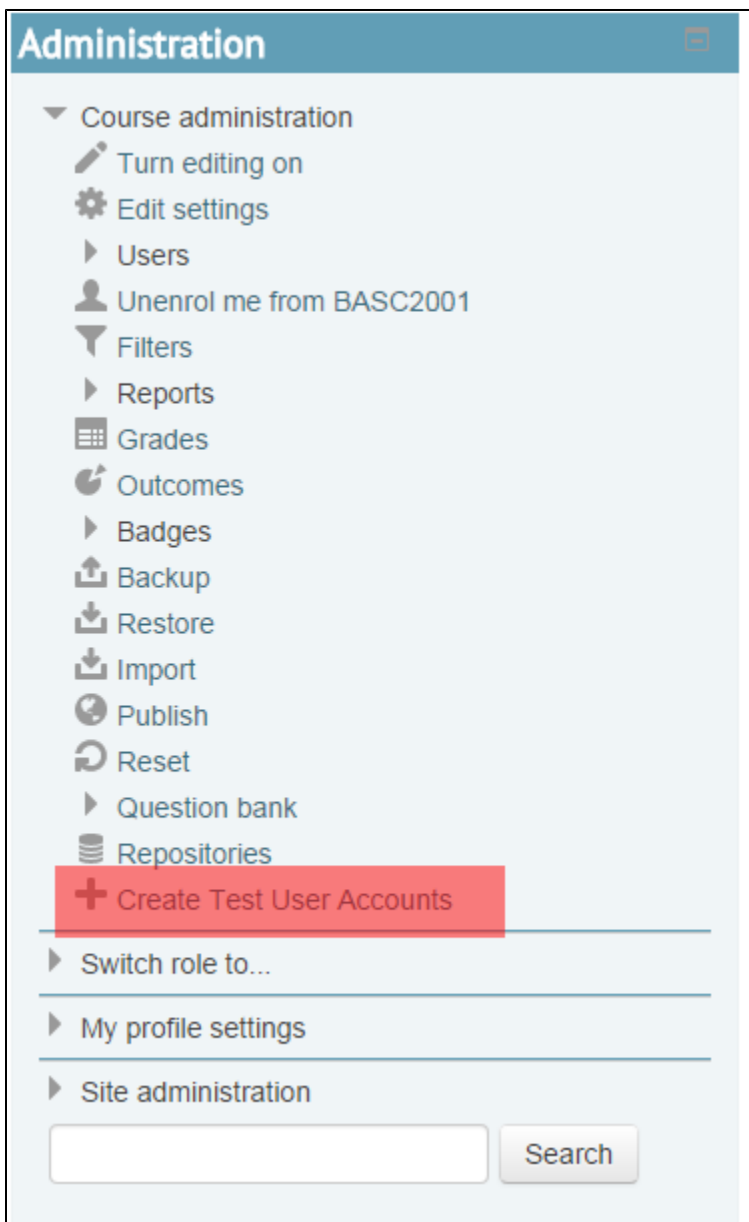 Administration
Course administration
Turn editing on
Edit settings
Users
Unenrol me from BASC2001
Filters
Reports
Grades
Outcomes
Badges
Backup
Restore
Import
Publish
Reset
Question bank
Repositories
Create Test User Accounts
Switch role to...
My profile settings
Site administration
Search